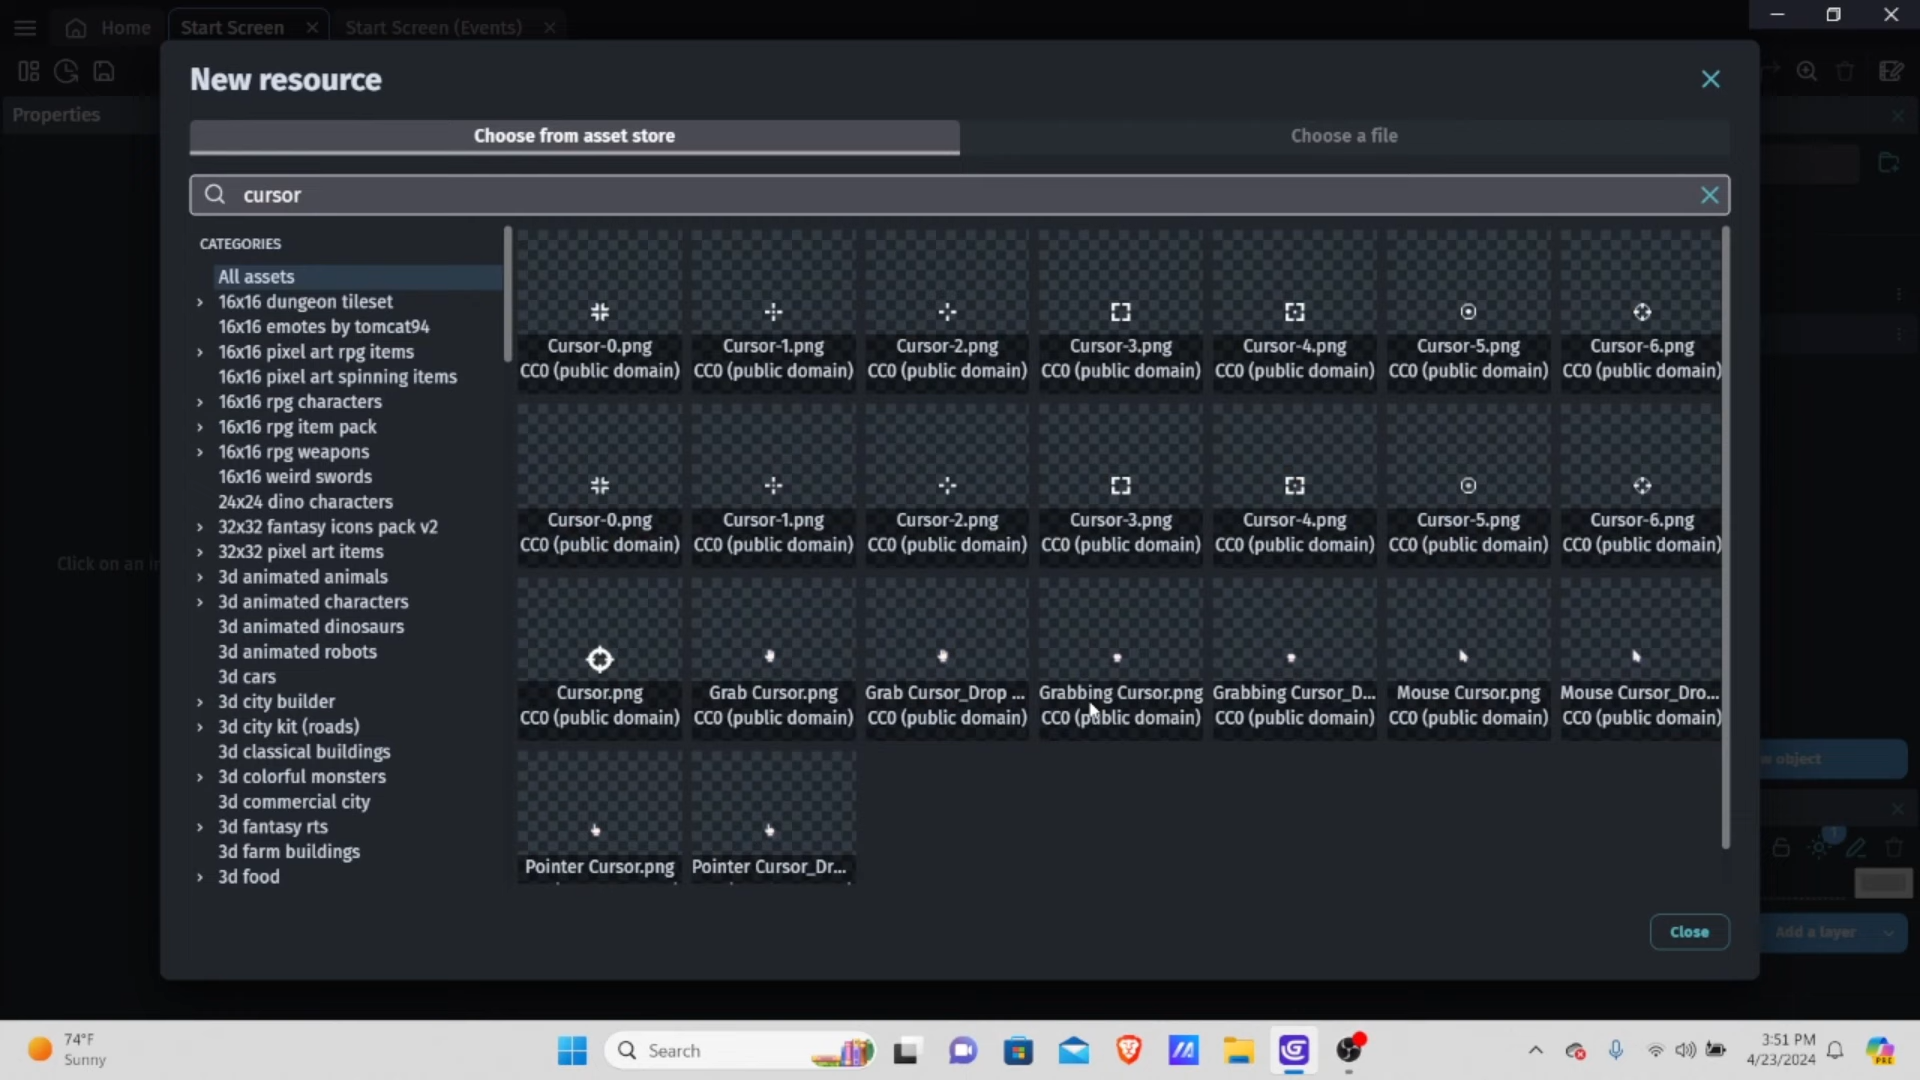 Home
Start Screen
Start Screen (Events)
New resource
Properties
Choose from asset store
Choose a file
cursor
CATEGORIES
All assets
16x16 dungeon tileset
16x16 emotes by tomcat94
16x16 pixel art rpg items
16x16 pixel art spinning items
16x16 rpg characters
16x16 rpg item pack
16x16 rpg weapons
16x16 weird swords
24x24 dino characters
32x32 fantasy icons pack v2
32x32 pixel art items
3d animated animals
3d animated characters
3d animated dinosaurs
3d animated robots
3d cars
3d city builder
3d city kit (roads)
3d classical buildings
3d colorful monsters
3d commercial city
3d fantasy rts
3d farm buildings
3d food
Cursor-0.png Cursor-1.png Cursor-2.png Cursor-3.png Cursor-4.png Cursor-5.png Cursor-6.png
CC0 (public domain) CC0 (public domain) CC0 (public domain) CC0 (public domain) CC0 (public domain) CC0 (public domain) CC0 (public domain)
Cursor-0.png Cursor-1.png Cursor-2.png Cursor-3.png Cursor-4.png Cursor-5.png Cursor-6.png
CC0 (public domain) CC0 (public domain) CC0 (public domain) CC0 (public domain) CC0 (public domain) CC0 (public domain) CC0 (public domain)
Cursor.png Grab Cursor.png Grab Cursor_Drop ... Grabbing Cursor.png Grabbing Cursor_D... Mouse Cursor.png Mouse Cursor_Dro...
CC0 (public domain) CC0 (public domain) CC0 (public domain) CC0 (public domain) CC0 (public domain) CC0 (public domain) CC0 (public domain)
Pointer Cursor.png Pointer Cursor_Dr...
Click on an i
w object
Add a layer
Close
74°F
Sunny
Search
3:51 PM
4/23/2024
PRE